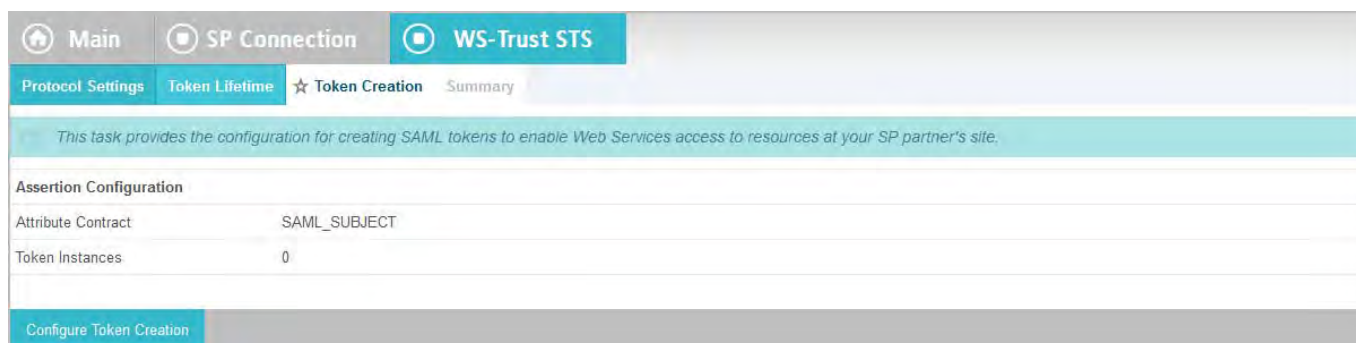 Main SP Connection WS-Trust STS
Protocol Settings Token Lifetime Token Creation Summary
This task provides the configuration for creating SAML tokens to enable Web Services access to resources at your SP partner's site.
Assertion Configuration
Attribute Contract SAML_SUBJECT
Token Instances 0
Configure Token Creation